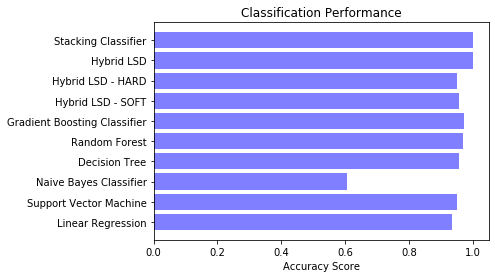 Classification Performance
Stacking Classifier
Hybrid LSD
Hybrid LSD - HARD
Hybrid LSD - SOFT
Gradient Boosting Classifier
Random Forest
Decision Tree
Naive Bayes Classifier
Support Vector Machine
Linear Regression
0.0 0.2 0.4 0.6 0.8 1.0
Accuracy Score